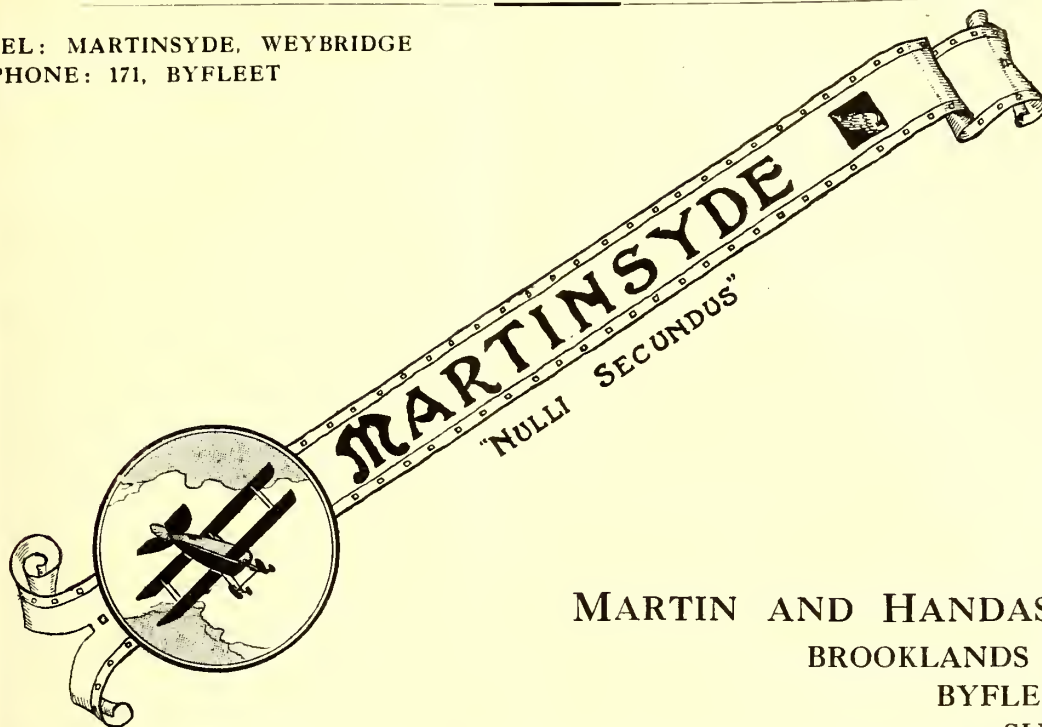 EL: MARTINSYDE, WEYBRIDGE
PHONE: 171, BYFLEET
MARTINSYDE
"NULLI SECUNDUS"
MARTIN AND HANDAS
BROOKLANDS
BYFLE